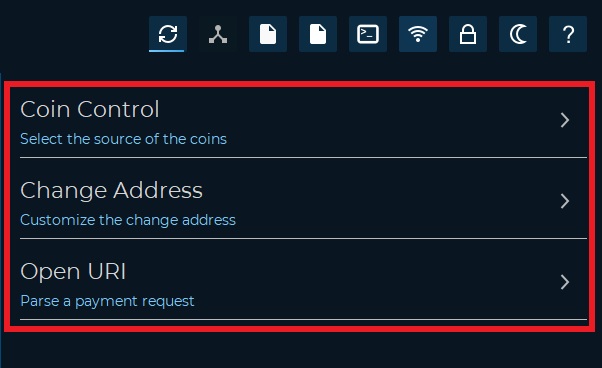 Coin Control
Select the source of the coins
Change Address
Customize the change address
Open URI
Parse a payment request